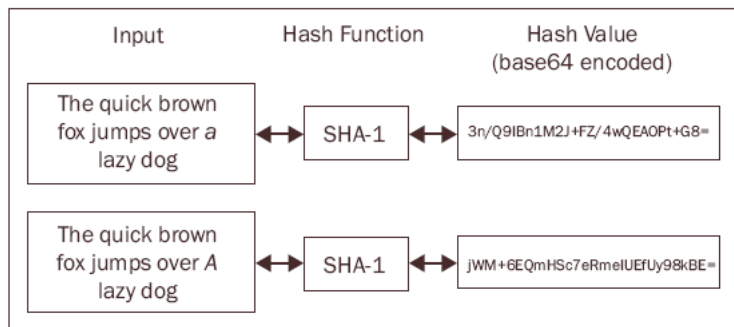 Input Hash Function Hash Value
(base64 encoded)
The quick brown
fox jumps over a
lazy dog
SHA-1
3n/Q9IBn1M2J+FZ/4wQEAOPt+G8=
The quick brown
fox jumps over A
lazy dog
SHA-1
jWM+6EQmHSc7eRmeIUEfUy98kBE=